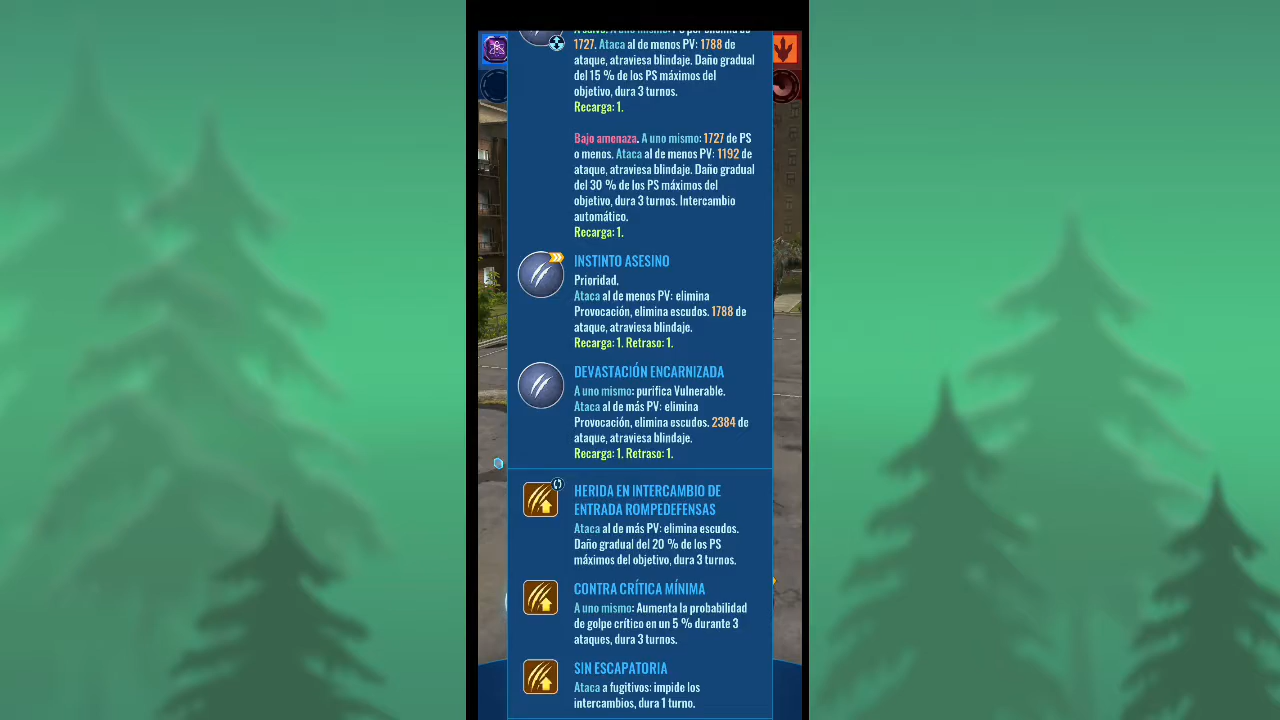 A salvo. A uno mismo: PS por encima de
1727. Ataca al de menos PV: 1788 de
ataque, atraviesa blindaje. Daño gradual
del 15 % de los PS máximos del
objetivo, dura 3 turnos.
Recarga: 1.
Bajo amenaza. A uno mismo: 1727 de PS
o menos. Ataca al de menos PV: 1192 de
ataque, atraviesa blindaje. Daño gradual
del 30 % de los PS máximos del
objetivo, dura 3 turnos. Intercambio
automático.
Recarga: 1.
INSTINTO ASESINO
Prioridad.
Ataca al de menos PV: elimina
Provocación, elimina escudos. 1788 de
ataque, atraviesa blindaje.
Recarga: 1. Retraso: 1.
DEVASTACIÓN ENCARNIZADA
A uno mismo: purifica Vulnerable.
Ataca al de más PV: elimina
Provocación, elimina escudos. 2384 de
ataque, atraviesa blindaje.
Recarga: 1. Retraso: 1.
HERIDA EN INTERCAMBIO DE
ENTRADA ROMPEDEFENSAS
Ataca al de más PV: elimina escudos.
Daño gradual del 20 % de los PS
máximos del objetivo, dura 3 turnos.
CONTRA CRÍTICA MÍNIMA
A uno mismo: Aumenta la probabilidad
de golpe crítico en un 5 % durante 3
ataques, dura 3 turnos.
SIN ESCAPATORIA
Ataca a fugitivos: impide los
intercambios, dura 1 turno.